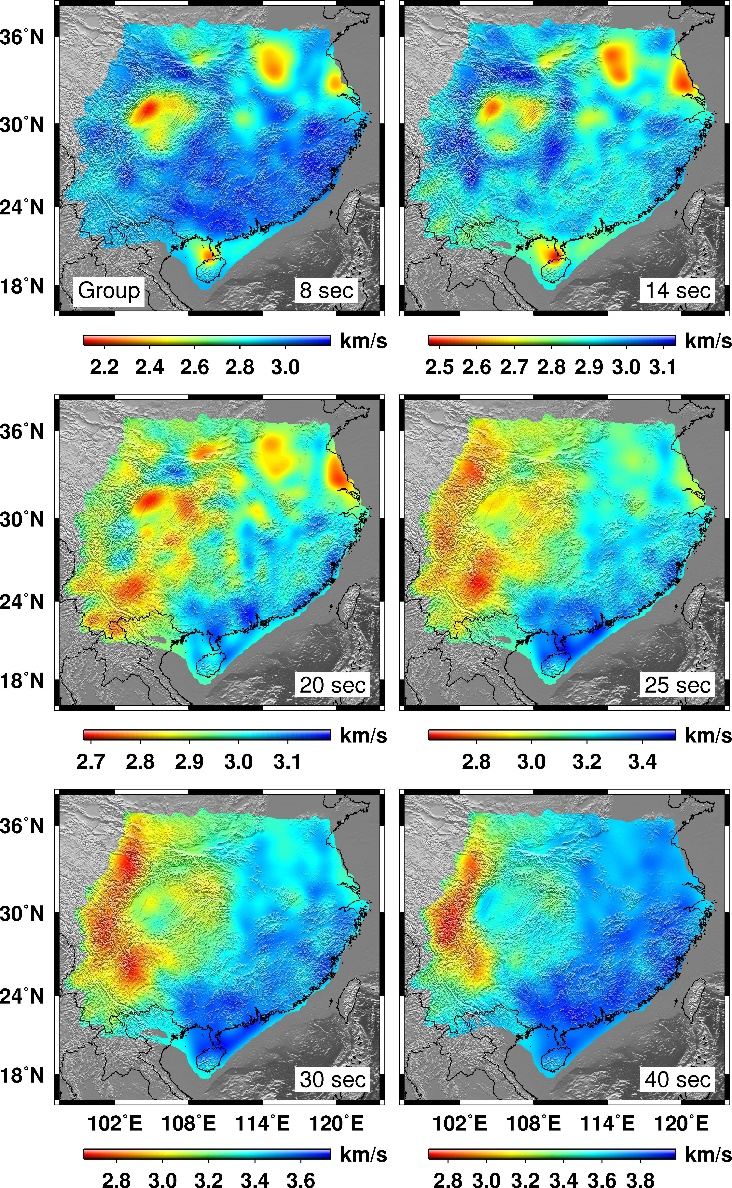 36°N
30°N
24°N
18°N
Group
8 sec
14 sec
km/s
2.2 2.4 2.6 2.8 3.0
km/s
2.5 2.6 2.7 2.8 2.9 3.0 3.1
36°N
30°N
24°N
18°N
20 sec
25 sec
km/s
2.7 2.8 2.9 3.0 3.1
km/s
2.8 3.0 3.2 3.4
36°N
30°N
24°N
18°N
30 sec
40 sec
102°E 108°E 114°E 120°E
102°E 108°E 114°E 120°E
km/s
2.8 3.0 3.2 3.4 3.6
km/s
2.8 3.0 3.2 3.4 3.6 3.8